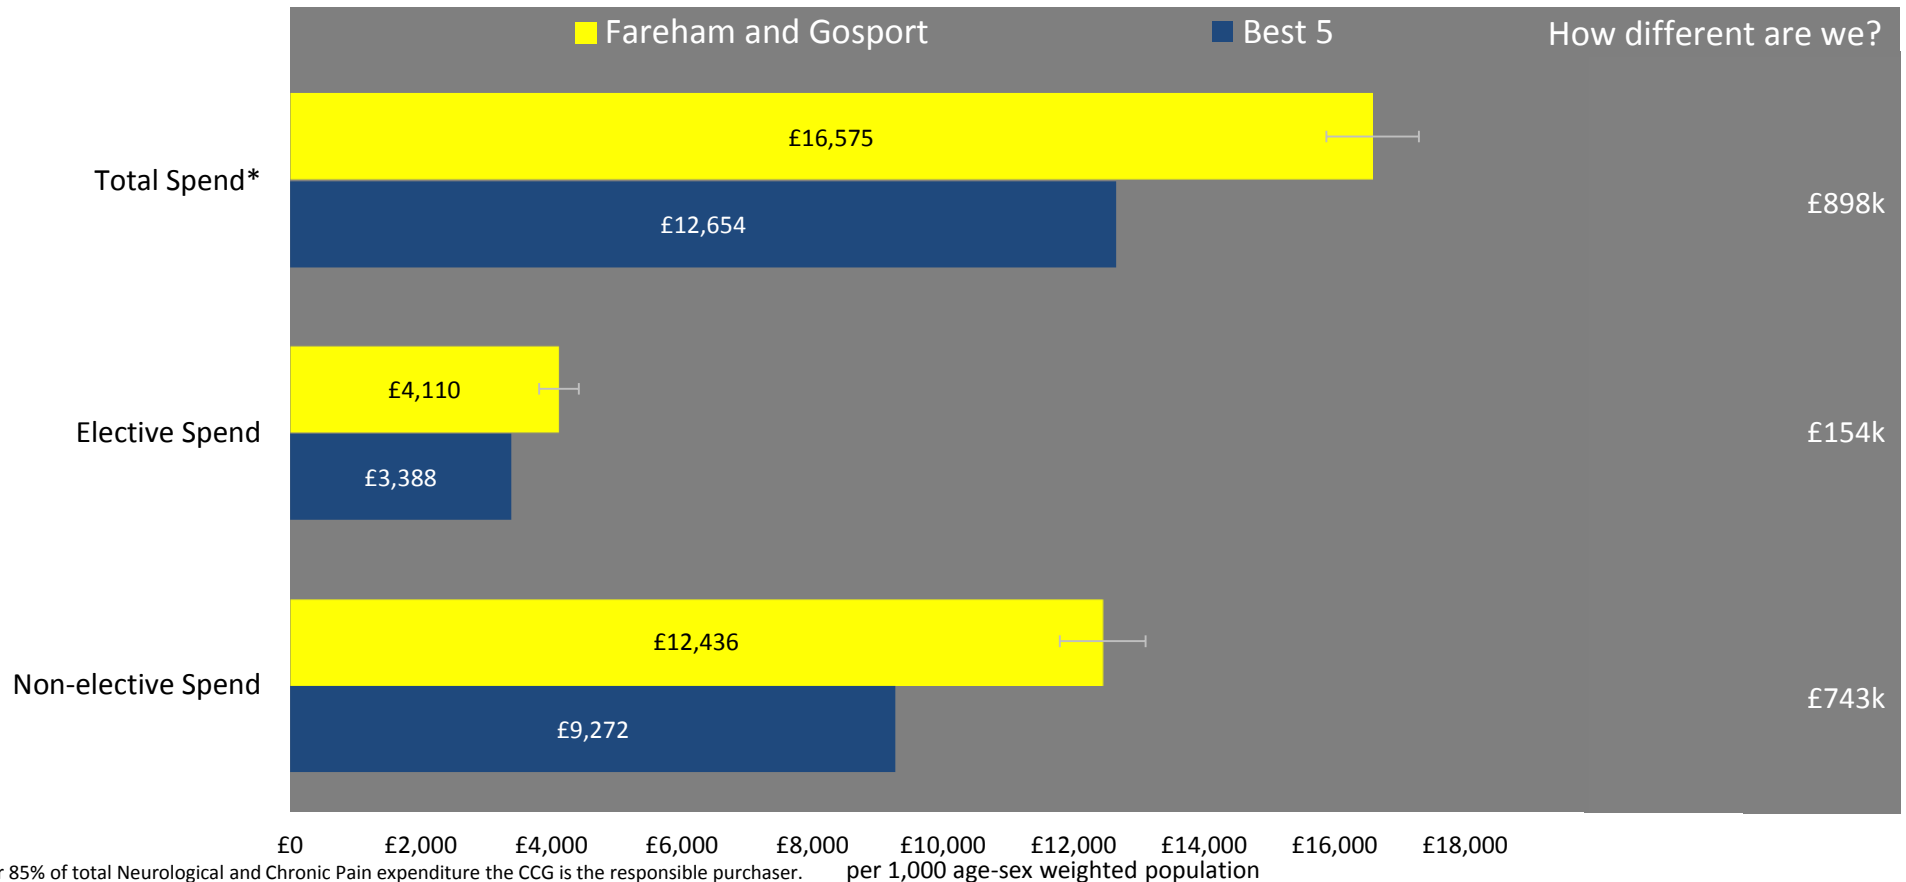 Fareham and Gosport Best 5 How different are we?
Total Spend*
£16,575
£12,654
£898k
Elective Spend
£4,110
£3,388
£154k
Non-elective Spend
£12,436
£9,272
£743k
£0 £2,000 £4,000 £6,000 £8,000 £10,000 £12,000 £14,000 £16,000 £18,000
85% of total Neurological and Chronic Pain expenditure the CCG is the responsible purchaser.
per 1,000 age-sex weighted population